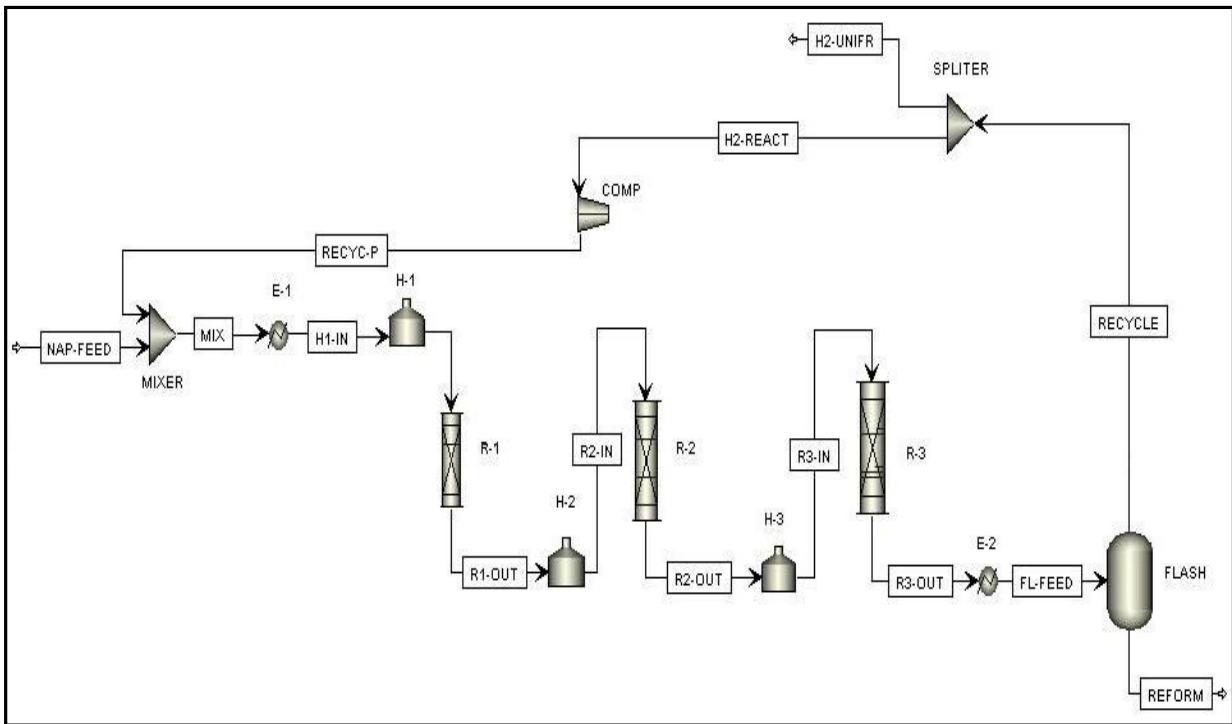 H2-UNIFR
SPLITER
H2-REACT
COMP
RECYC-P
H-1
E-1
RECYCLE
NAP-FEED
MIX
H1-IN
MIXER
R-1
R2-IN
R-2
R3-IN
R-3
H-2
H-3
E-2
R1-OUT
R2-OUT
R3-OUT
FL-FEED
FLASH
REFORM